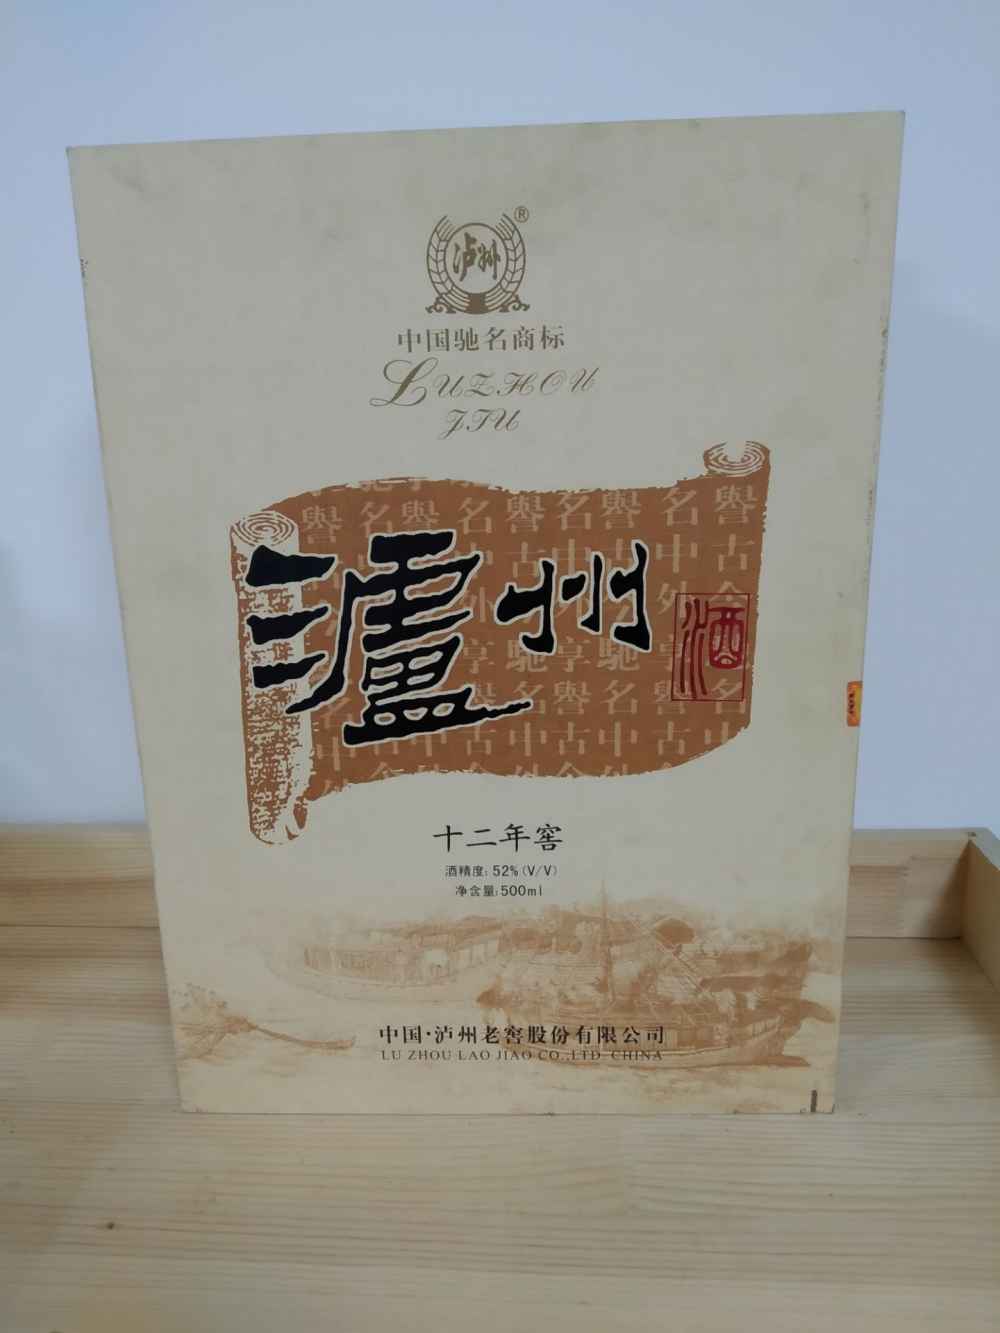 泸州®
中国驰名商标
LUZHOU
JIU
瀘州
酒
十二年窖
酒精度:52%(V/V)
净含量:500ml
中国·泸州老窖股份有限公司
LU ZHOU LAO JIAO CO.,LTD CHINA